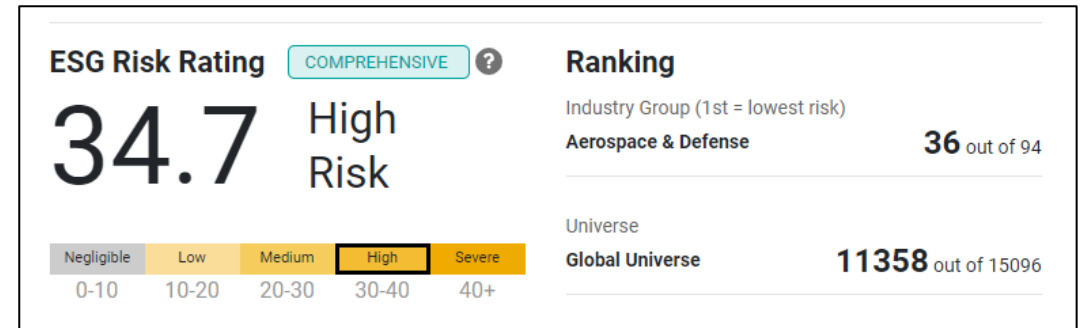 ESG Risk Rating COMPREHENSIVE ?
34.7 High Risk
Negligible Low Medium High Severe
0-10 10-20 20-30 30-40 40+
Ranking
Industry Group (1st = lowest risk)
Aerospace & Defense 36 out of 94
Universe
Global Universe 11358 out of 15096